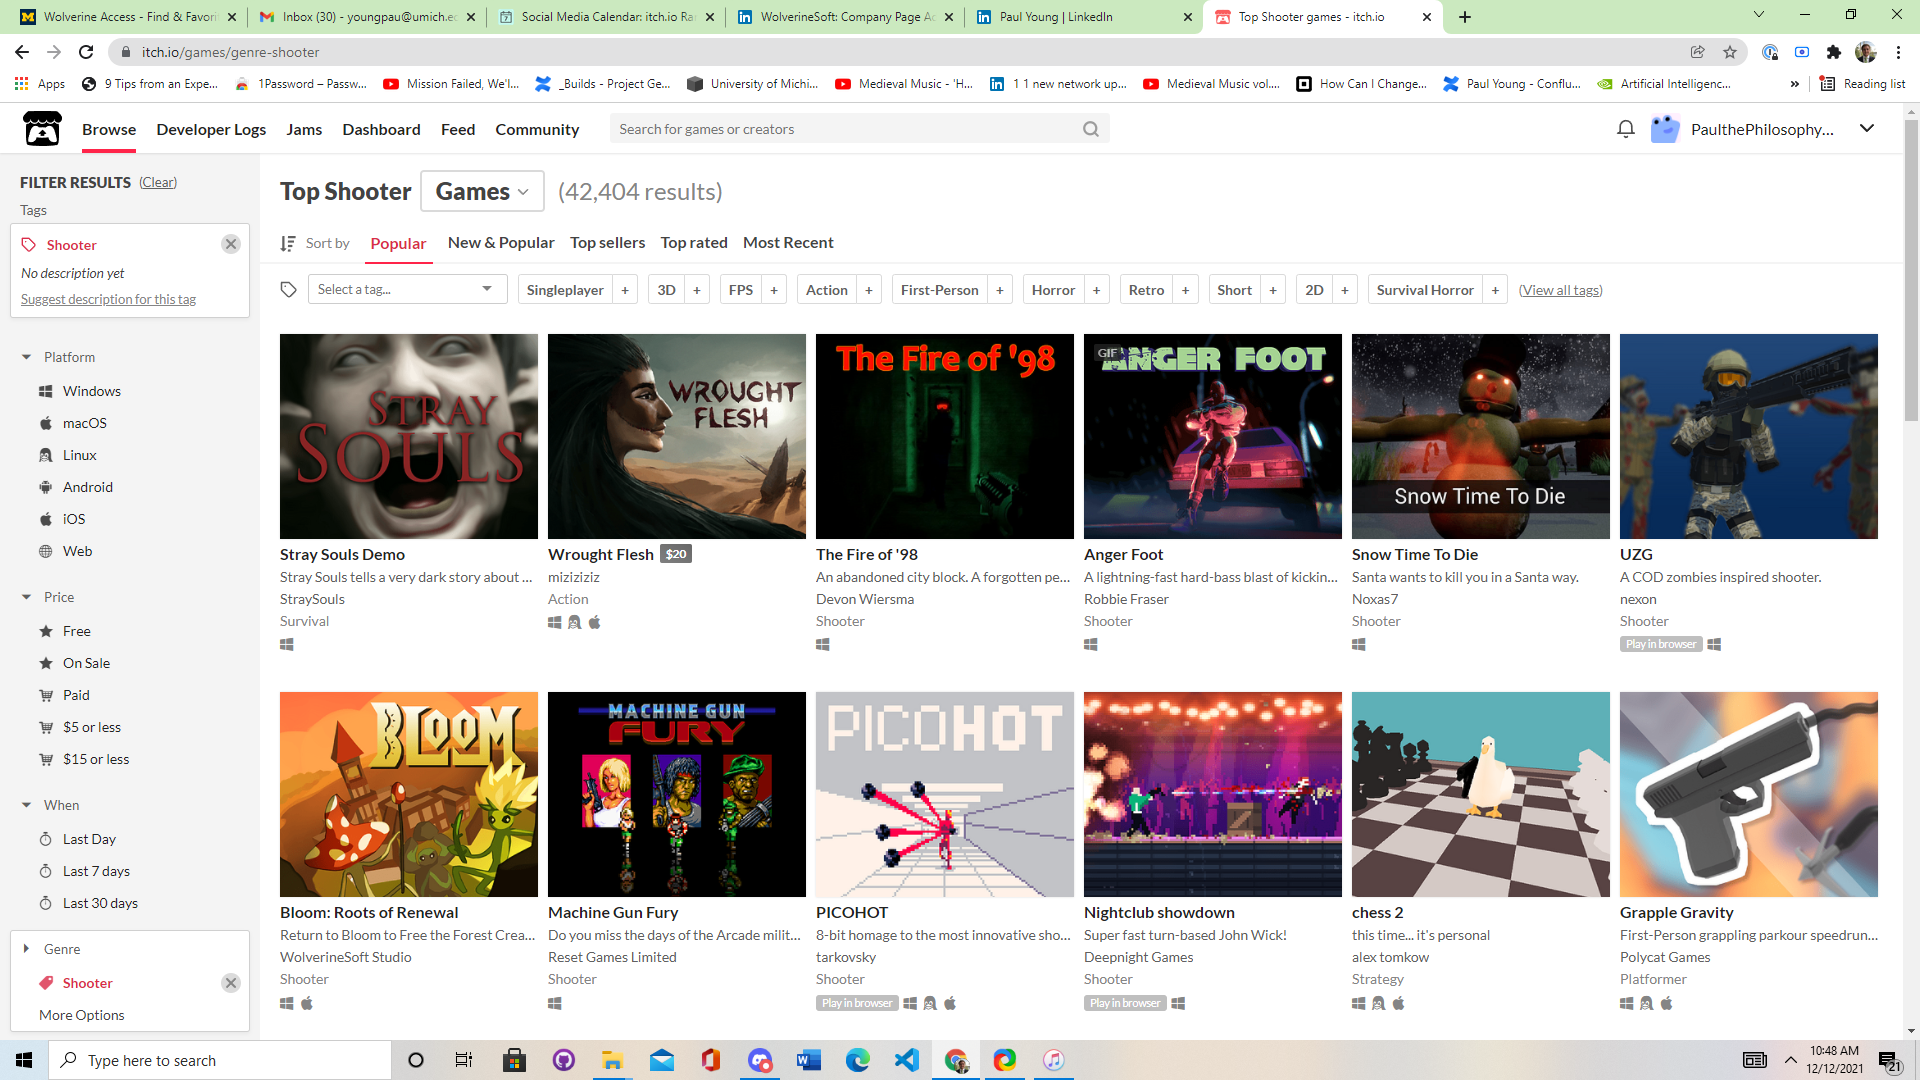 Wolverine Access - Find & Favori
Inbox (30) - youngpau@umich.ec
Social Media Calendar: itch.io Ra
WolverineSoft: Company Page Ac
Paul Young | LinkedIn
Top Shooter games - itch.io
itch.io/games/genre-shooter
Apps
9 Tips from an Expe...
1Password – Passw...
Mission Failed, We'l...
_Builds - Project Ge...
University of Michi...
Medieval Music - 'H...
1 1 new network up...
Medieval Music vol....
How Can I Change...
Paul Young - Conflu...
Artificial Intelligenc...
»
Reading list
Browse
Developer Logs
Jams
Dashboard
Feed
Community
Search for games or creators
PaulthePhilosophy...
FILTER RESULTS (Clear)
Tags
Shooter
No description yet
Suggest description for this tag
Platform
Windows
macOS
Linux
Android
iOS
Web
Price
Free
On Sale
Paid
$5 or less
$15 or less
When
Last Day
Last 7 days
Last 30 days
Genre
Shooter
More Options
Top Shooter Games (42,404 results)
Sort by Popular New & Popular Top sellers Top rated Most Recent
Select a tag...
Singleplayer +
3D +
FPS +
Action +
First-Person +
Horror +
Retro +
Short +
2D +
Survival Horror +
(View all tags)
STRAY
SOULS
Stray Souls Demo
Stray Souls tells a very dark story about ...
StraySouls
Survival
WROUGHT
FLESH
Wrought Flesh $20
miziziziz
Action
The Fire of '98
The Fire of '98
An abandoned city block. A forgotten pe...
Devon Wiersma
Shooter
GIF
ANGER FOOT
Anger Foot
A lightning-fast hard-bass blast of kickin...
Robbie Fraser
Shooter
Snow Time To Die
Snow Time To Die
Santa wants to kill you in a Santa way.
Noxas7
Shooter
UZG
A COD zombies inspired shooter.
nexon
Shooter
Play in browser
BLOOM
Bloom: Roots of Renewal
Return to Bloom to Free the Forest Crea...
WolverineSoft Studio
Shooter
MACHINE GUN
FURY
Machine Gun Fury
Do you miss the days of the Arcade milit...
Reset Games Limited
Shooter
PICOHOT
PICOHOT
8-bit homage to the most innovative sho...
tarkovsky
Shooter
Play in browser
Nightclub showdown
Super fast turn-based John Wick!
Deepnight Games
Shooter
Play in browser
chess 2
this time... it's personal
alex tomkow
Strategy
Grapple Gravity
First-Person grappling parkour speedrun...
Polycat Games
Platformer
Type here to search
10:48 AM
12/12/2021
21